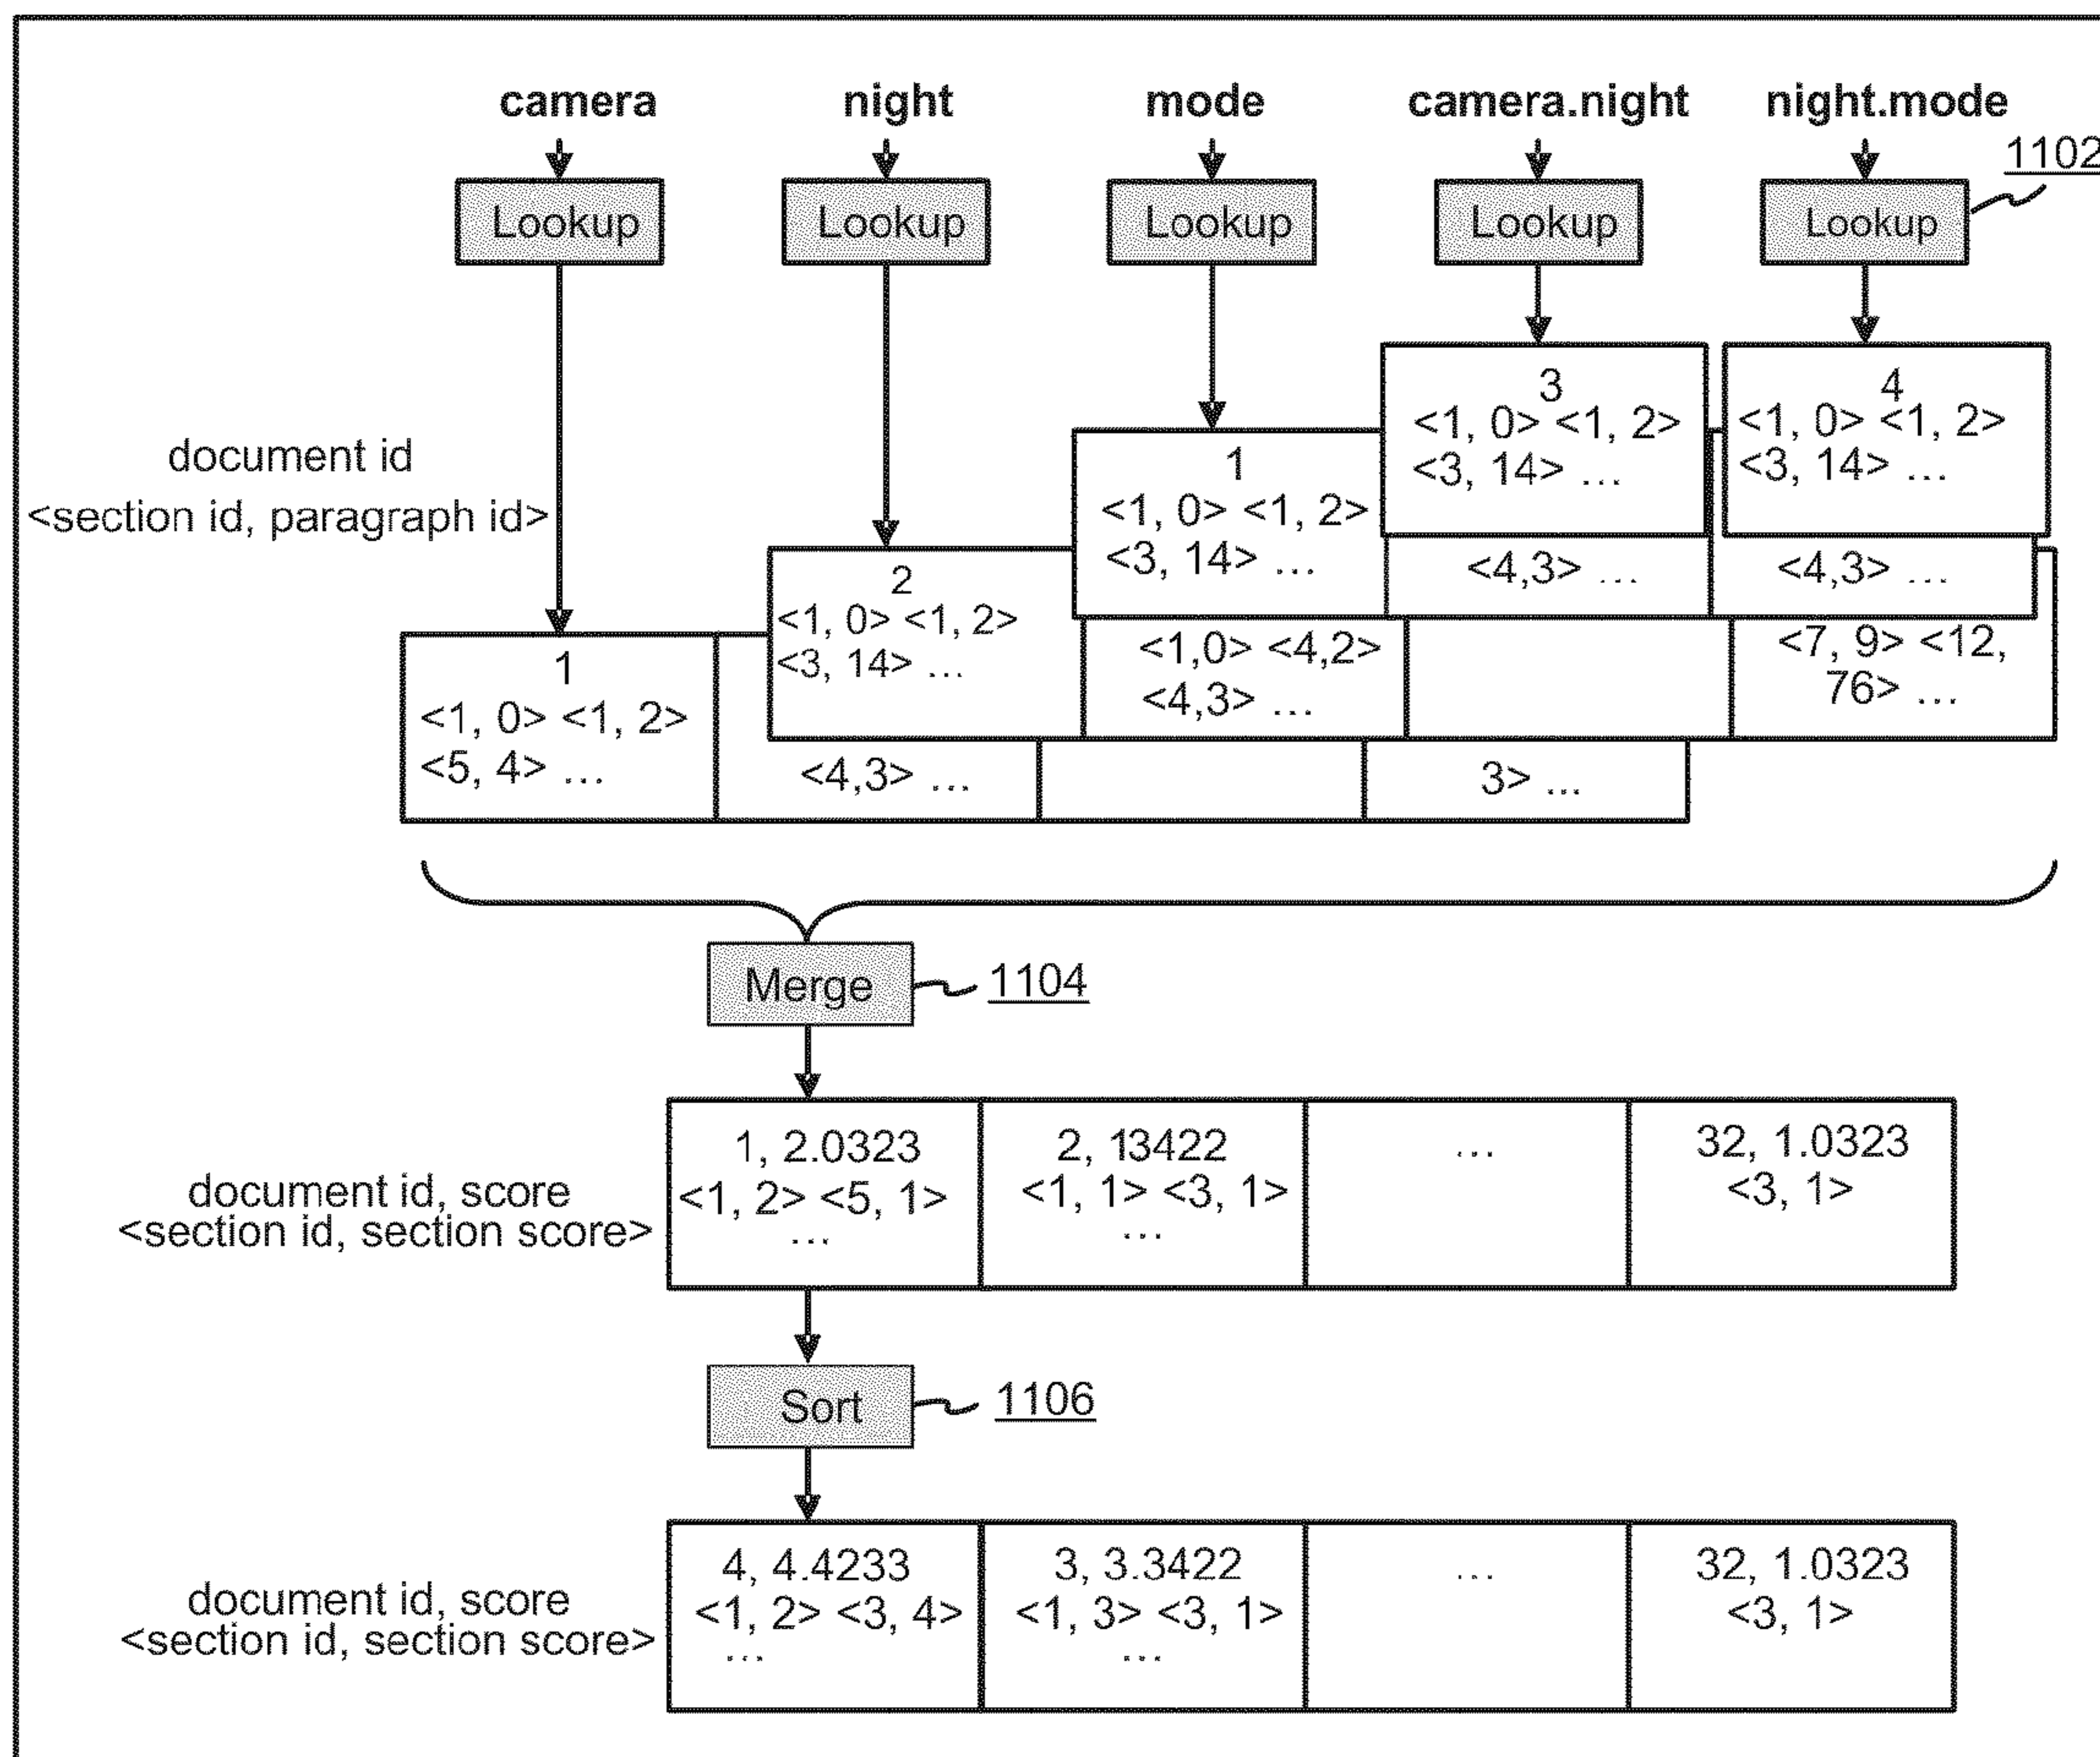 camera night mode camera.night night.mode
1102
Lookup Lookup Lookup Lookup Lookup
document id
<section id, paragraph id>
3
<1, 0> <1, 2>
<3, 14> ...
4
<1, 0> <1, 2>
<3, 14> ...
1
<1, 0> <1, 2>
<3, 14> ...
<4,3> ...
<4,3> ...
2
<1, 0> <1, 2>
<3, 14> ...
<1,0> <4,2>
<4,3> ...
<7, 9> <12,
76> ...
1
<1, 0> <1, 2>
<5, 4> ...
<4,3> ...
3> ...
Merge
1104
document id, score
<section id, section score>
1, 2.0323
<1, 2> <5, 1>
...
2, 13422
<1, 1> <3, 1>
...
...
32, 1.0323
<3, 1>
Sort
1106
document id, score
<section id, section score>
4, 4.4233
<1, 2> <3, 4>
...
3, 3.3422
<1, 3> <3, 1>
...
...
32, 1.0323
<3, 1>